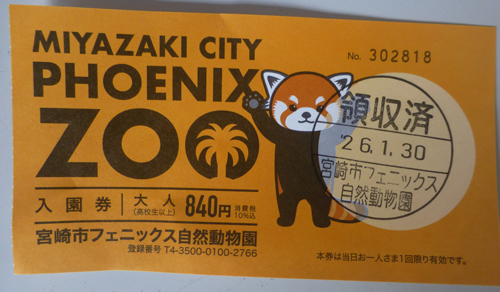 MIYAZAKI CITY
PHOENIX
ZOO
No. 302818
領収済
'26.1.30
宮崎市フェニックス
自然動物園
入園券 大人 (高校生以上) 840円 消費税10%込
宮崎市フェニックス自然動物園
登録番号 T4-3500-0100-2766
本券は当日お一人さま1回限り有効です。